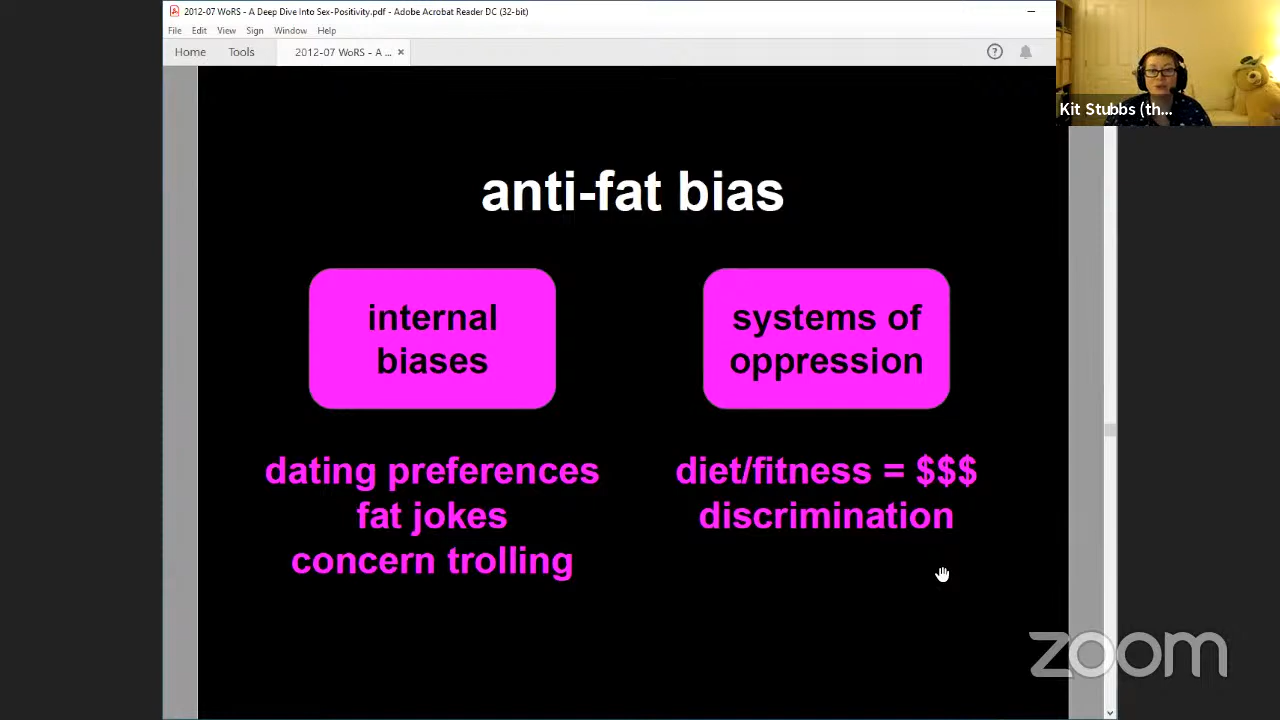 2012-07 WoRS - A Deep Dive Into Sex-Positivity.pdf - Adobe Acrobat Reader DC (32-bit)
File Edit View Sign Window Help
Home Tools 2012-07 WoRS - A ... ×
Kit Stubbs (th...
anti-fat bias
internal
biases
systems of
oppression
dating preferences
fat jokes
concern trolling
diet/fitness = $$$
discrimination
zoom